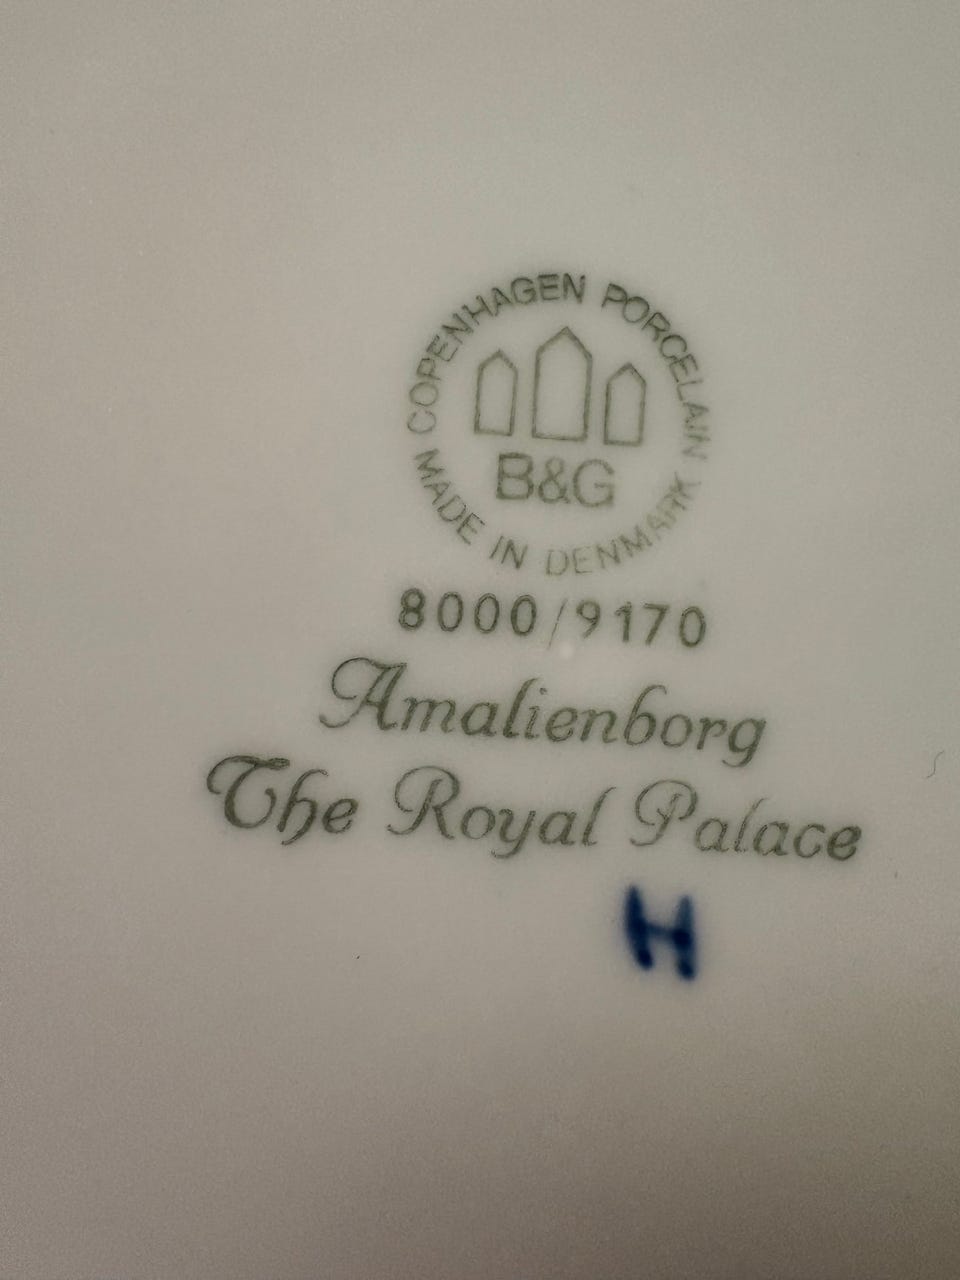 COPENHAGEN PORCELAIN
B&G
MADE IN DENMARK
8000/9170
Amalienborg
The Royal Palace
H